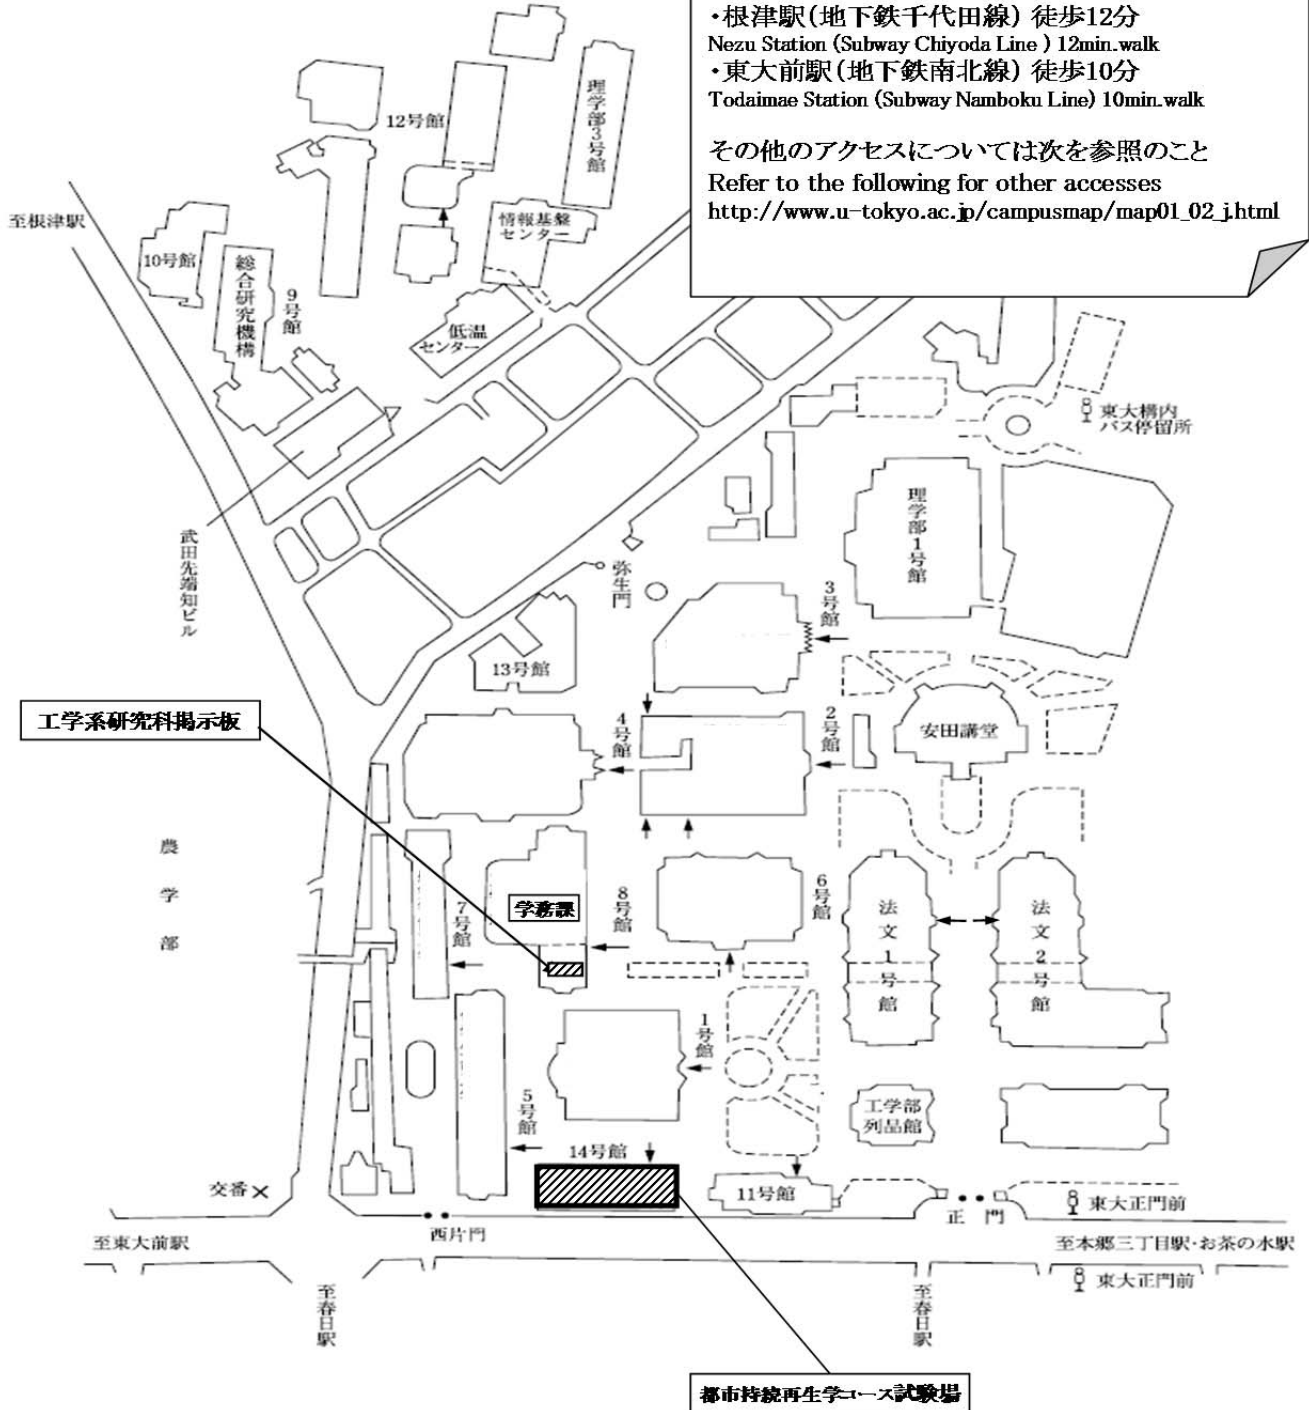 ・根津駅(地下鉄千代田線) 徒歩12分
Nezu Station (Subway Chiyoda Line ) 12min.walk
・東大前駅(地下鉄南北線) 徒歩10分
Todaimae Station (Subway Namboku Line) 10min.walk
その他のアクセスについては次を参照のこと
Refer to the following for other accesses
http://www.u-tokyo.ac.jp/campusmap/map01_02_j.html
理学部3号館
12号館
至根津駅
情報基盤
センター
10号館
総合研究機構
9号館
低温
センター
東大構内
バス停留所
理学部1号館
武田先端知ビル
弥生門
3号館
13号館
工学系研究科掲示板
4号館
2号館
安田講堂
農学部
7号館
学務課
8号館
6号館
法文1号館
法文2号館
1号館
5号館
工学部
列品館
14号館
11号館
交番
西片門
正門
東大正門前
至東大前駅
至本郷三丁目駅・お茶の水駅
東大正門前
至春日駅
至春日駅
都市持続再生学コース試験場